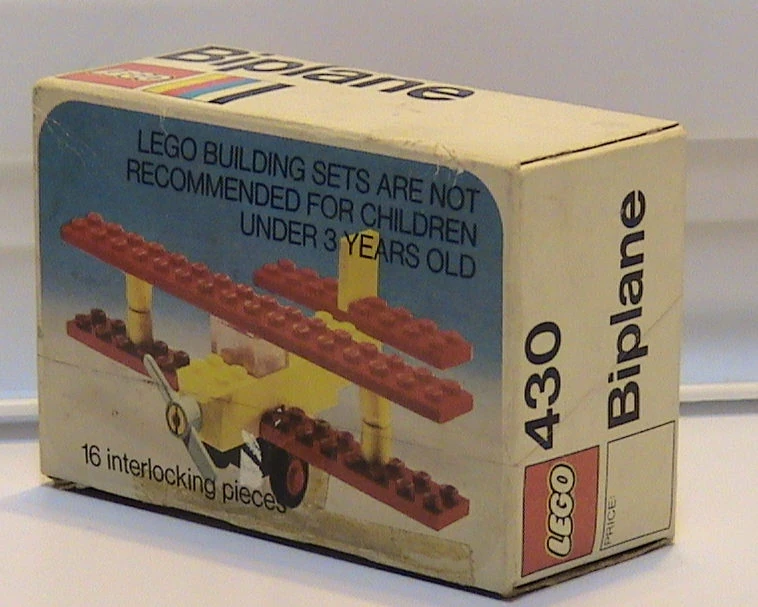 LEGO
Biplane
LEGO BUILDING SETS ARE NOT
RECOMMENDED FOR CHILDREN
UNDER 3 YEARS OLD
16 interlocking pieces
430
Biplane
LEGO
PRICE: